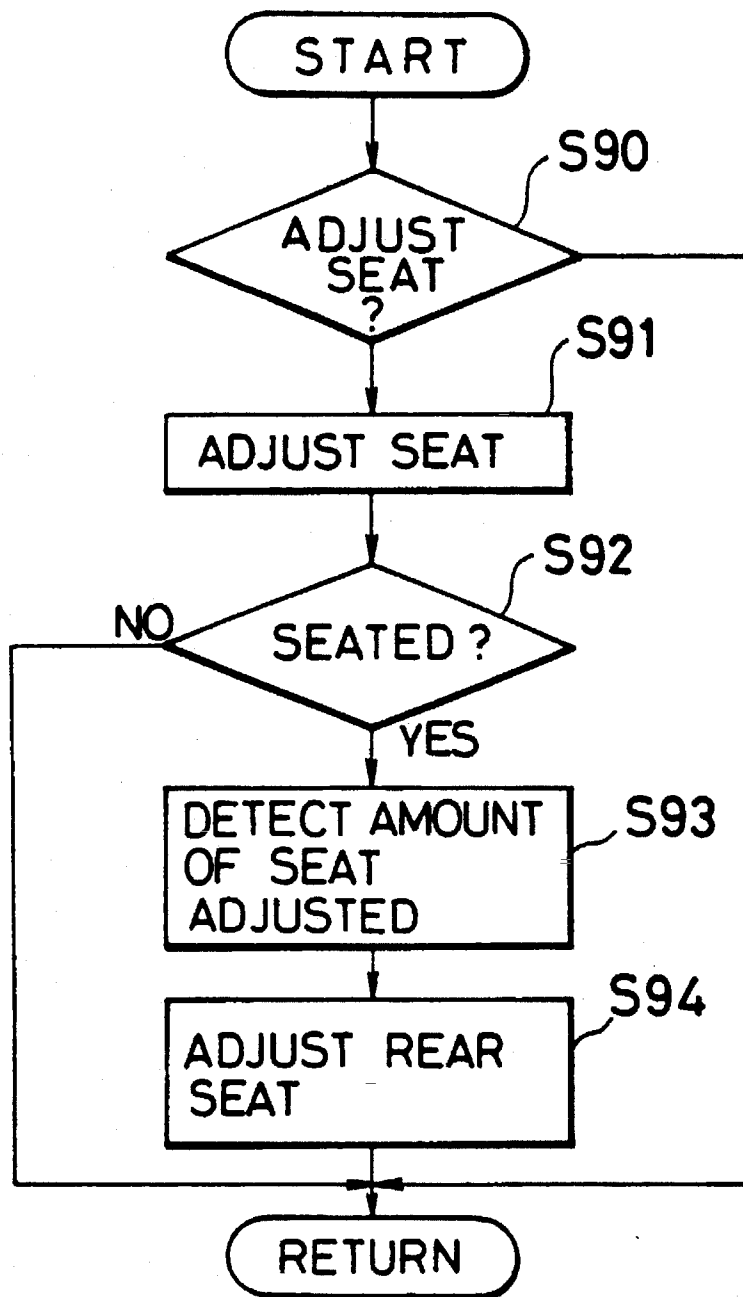 START
S90
ADJUST
SEAT
?
S91
ADJUST SEAT
S92
NO
SEATED ?
YES
DETECT AMOUNT
OF SEAT
ADJUSTED
S93
S94
ADJUST REAR
SEAT
RETURN